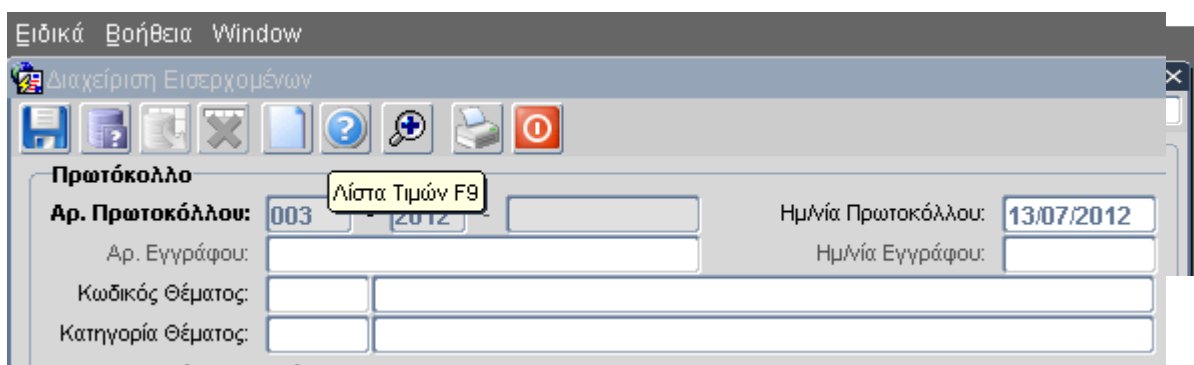 Ειδικά Βοήθεια Window
Διαχείριση Εισερχομένων
Πρωτόκολλο
Λίστα Τιμών F9
Αρ. Πρωτοκόλλου: 003 - 2012 - Ημ/νία Πρωτοκόλλου: 13/07/2012
Αρ. Εγγράφου: Ημ/νία Εγγράφου:
Κωδικός Θέματος:
Κατηγορία Θέματος: